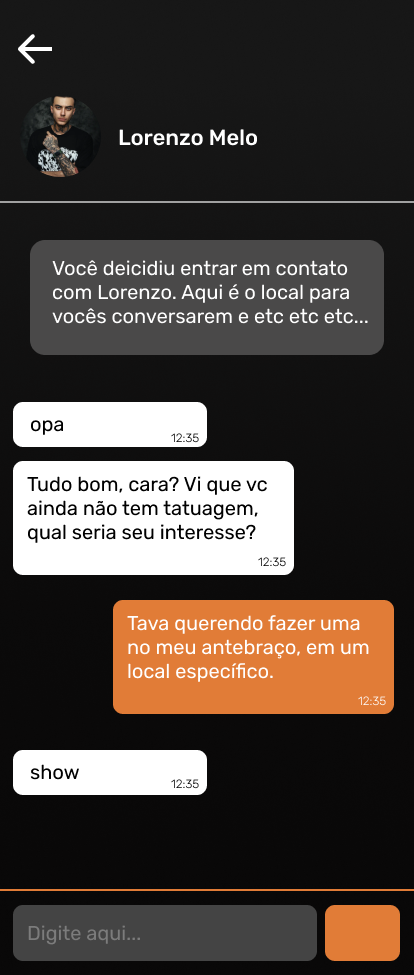 Lorenzo Melo
Você deicidiu entrar em contato
com Lorenzo. Aqui é o local para
vocês conversarem e etc etc etc...
opa
12:35
Tudo bom, cara? Vi que vc
ainda não tem tatuagem,
qual seria seu interesse?
12:35
Tava querendo fazer uma
no meu antebraço, em um
local específico.
12:35
show
12:35
Digite aqui...